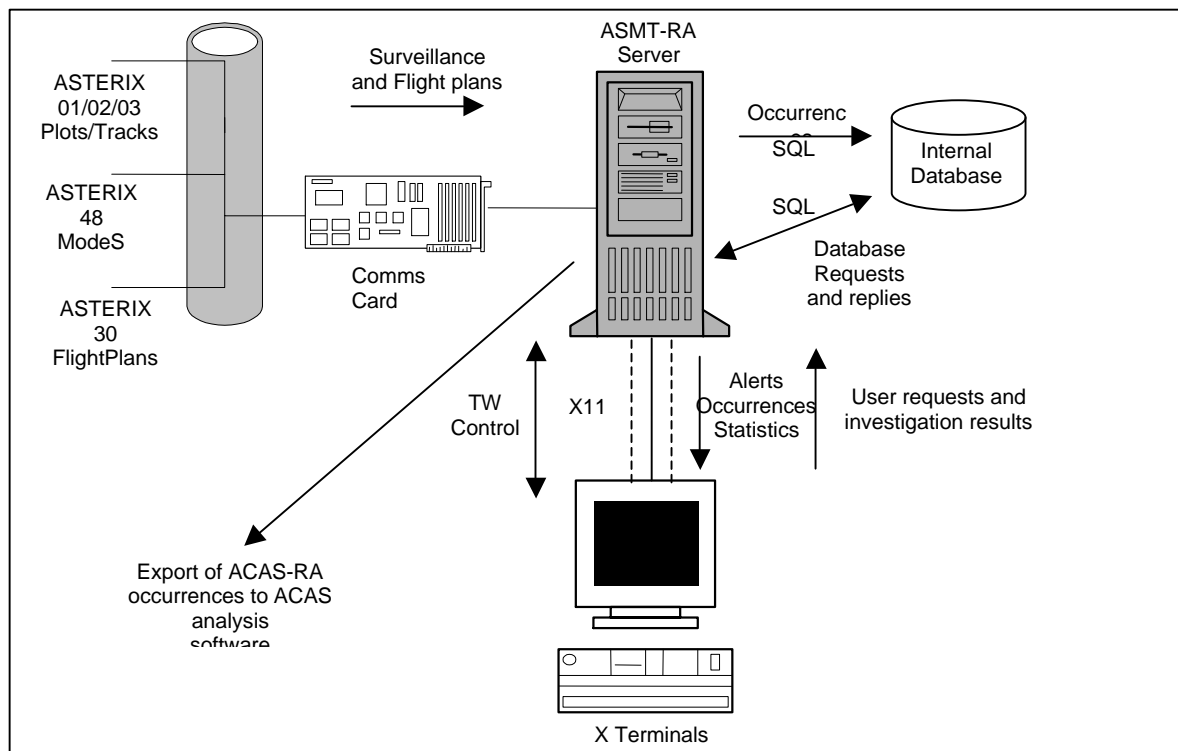 ASMT-RA
Server
Surveillance
and Flight plans
ASTERIX
01/02/03
Plots/Tracks
Occurrenc
SQL
Internal
Database
ASTERIX
48
ModeS
SQL
Comms
Card
Database
Requests
and replies
ASTERIX
30
FlightPlans
TW
Control
X11
Alerts
Occurrences
Statistics
User requests and
investigation results
Export of ACAS-RA
occurrences to ACAS
analysis
software
X Terminals